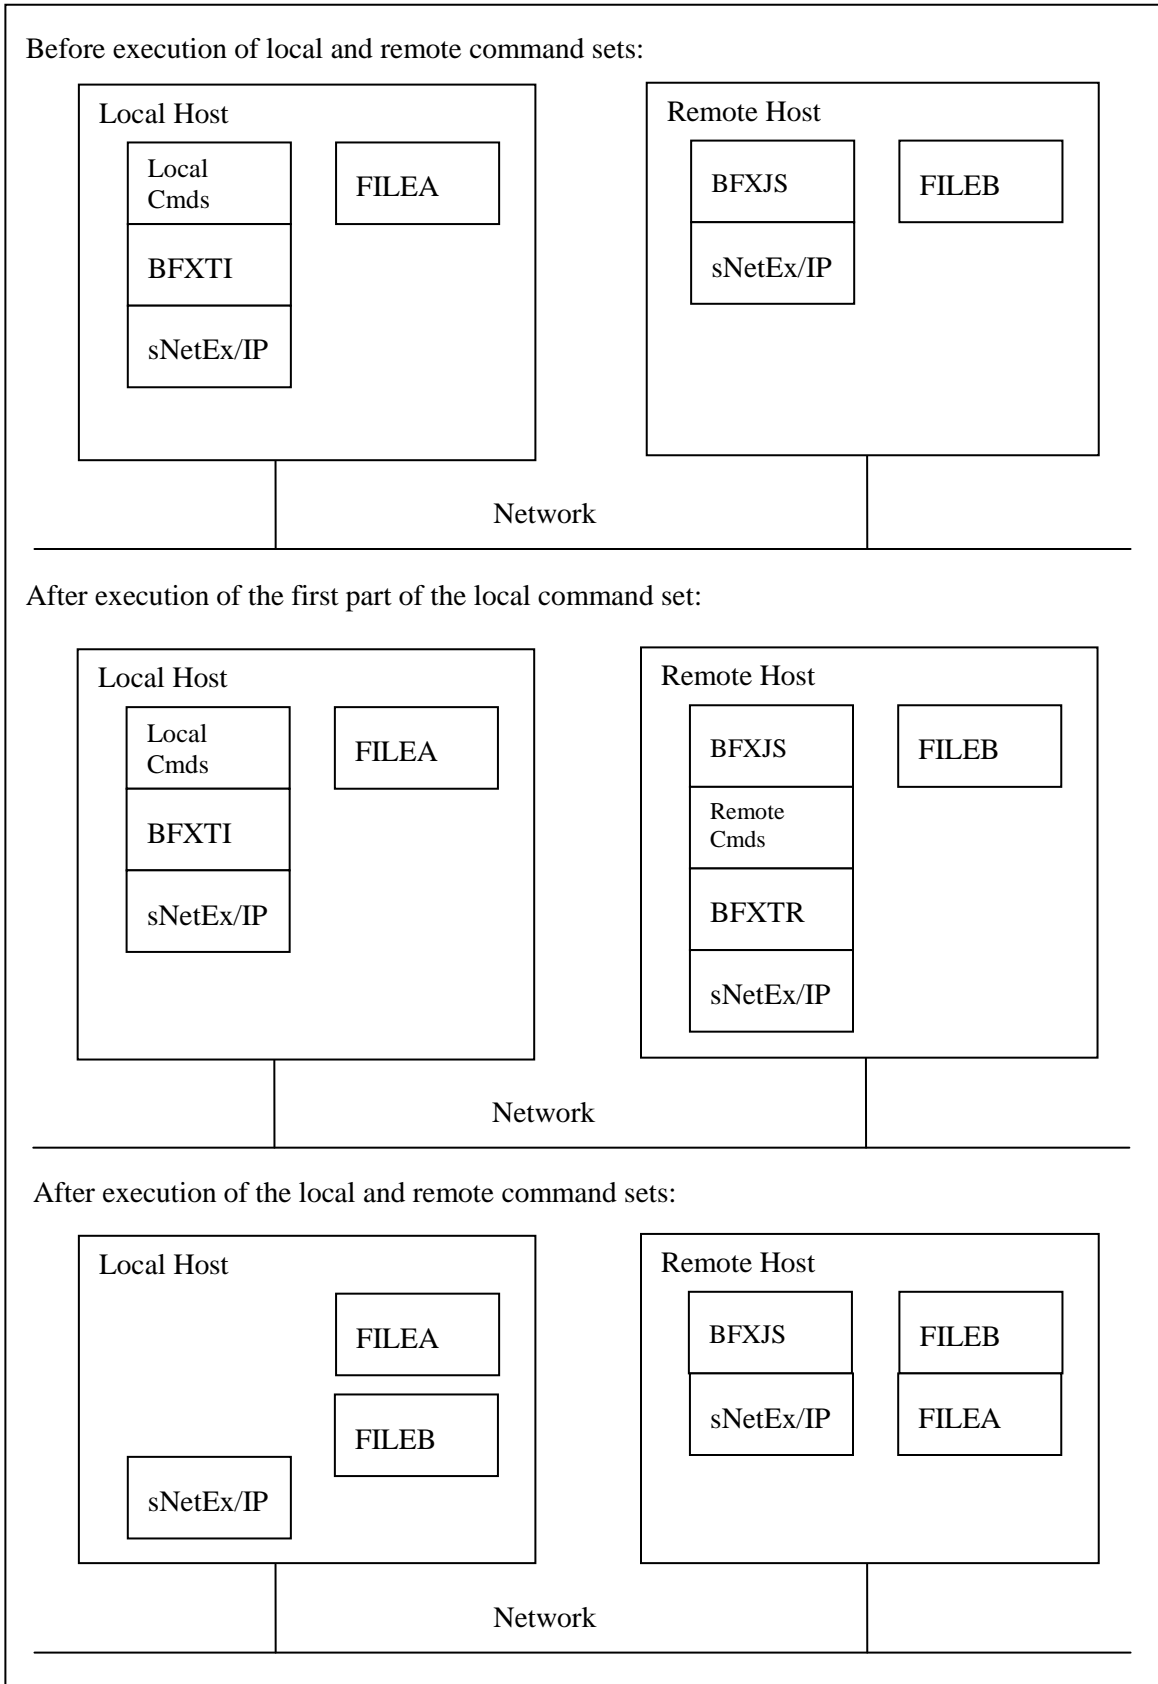 Before execution of local and remote command sets:
Local Host
Local
Cmds
BFXTI
sNetEx/IP
FILEA
Remote Host
BFXJS
sNetEx/IP
FILEB
Network
After execution of the first part of the local command set:
Local Host
Local
Cmds
BFXTI
sNetEx/IP
FILEA
Remote Host
BFXJS
Remote
Cmds
BFXTR
sNetEx/IP
FILEB
Network
After execution of the local and remote command sets:
Local Host
FILEA
FILEB
sNetEx/IP
Remote Host
BFXJS
sNetEx/IP
FILEB
FILEA
Network